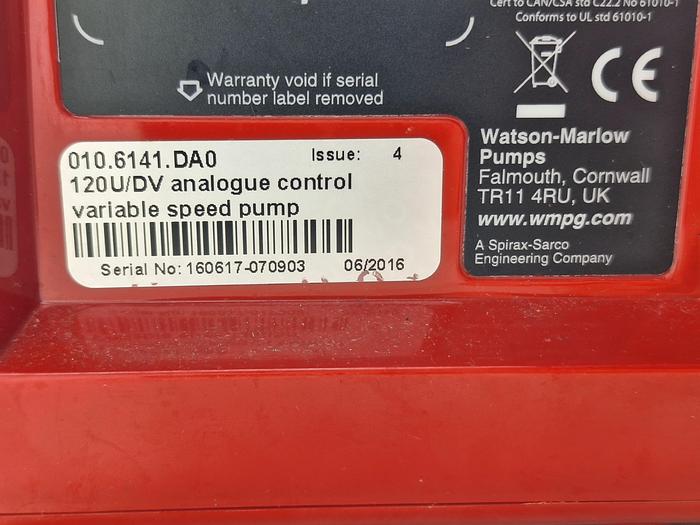 Cert to CAN/CSA std C22.2 No 61010-1
Conforms to UL std 61010-1
Warranty void if serial
number label removed
CE
010.6141.DA0 Issue: 4
120U/DV analogue control
variable speed pump
Serial No: 160617-070903 06/2016
Watson-Marlow
Pumps
Falmouth, Cornwall
TR11 4RU, UK
www.wmpg.com
A Spirax-Sarco
Engineering Company